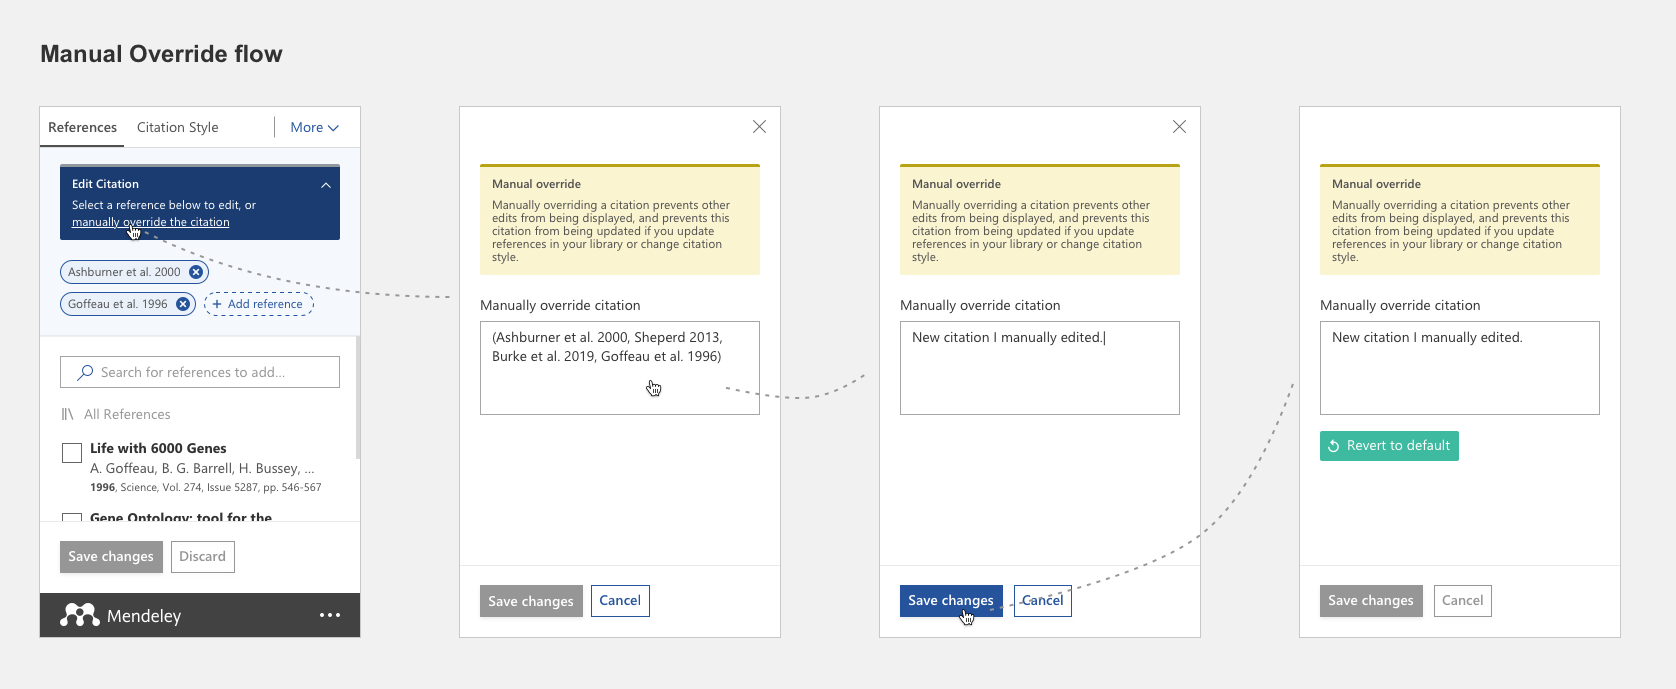 Manual Override flow
References Citation Style More
Edit Citation
Select a reference below to edit, or
manually override the citation
Ashburner et al. 2000
Goffeau et al. 1996 + Add reference
Search for references to add...
All References
Life with 6000 Genes
A. Goffeau, B. G. Barrell, H. Bussey, ...
1996, Science, Vol. 274, Issue 5287, pp. 546-567
Gene Ontology: tool for the
Save changes Discard
Mendeley
Manual override
Manually overriding a citation prevents other
edits from being displayed, and prevents this
citation from being updated if you update
references in your library or change citation
style.
Manually override citation
(Ashburner et al. 2000, Sheperd 2013,
Burke et al. 2019, Goffeau et al. 1996)
Save changes Cancel
Manual override
Manually overriding a citation prevents other
edits from being displayed, and prevents this
citation from being updated if you update
references in your library or change citation
style.
Manually override citation
New citation I manually edited.
Save changes Cancel
Manual override
Manually overriding a citation prevents other
edits from being displayed, and prevents this
citation from being updated if you update
references in your library or change citation
style.
Manually override citation
New citation I manually edited.
Revert to default
Save changes Cancel